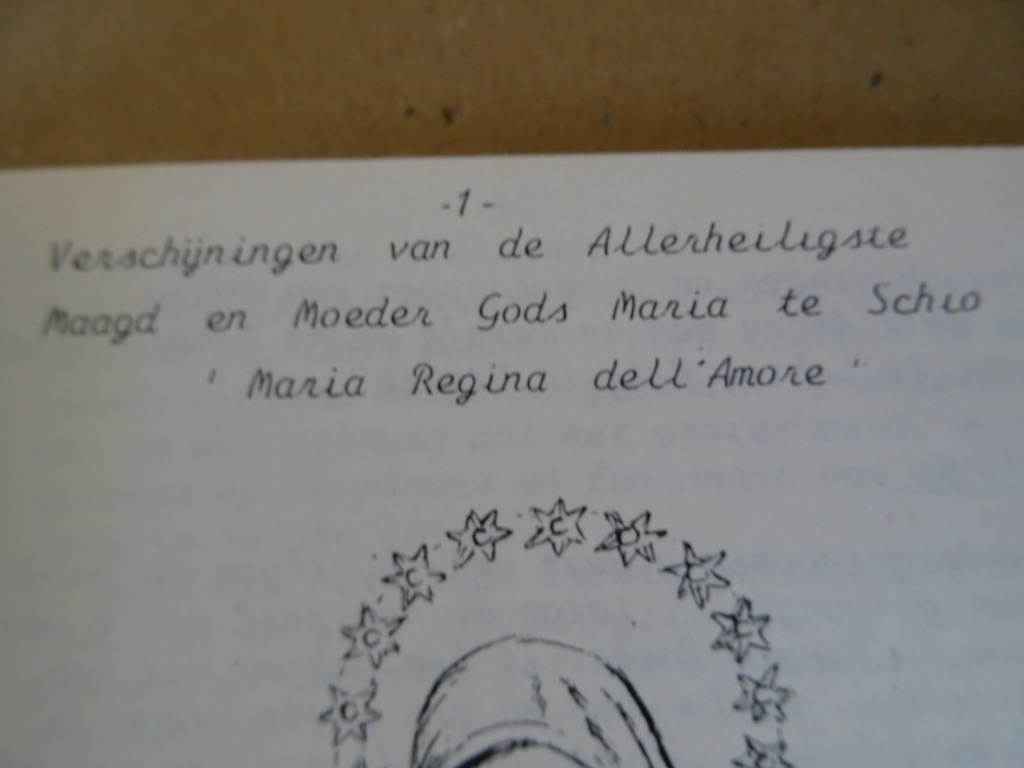 -1-
Verschijningen van de Allerheiligste
Maagd en Moeder Gods Maria te Schio
' Maria Regina dell'Amore '